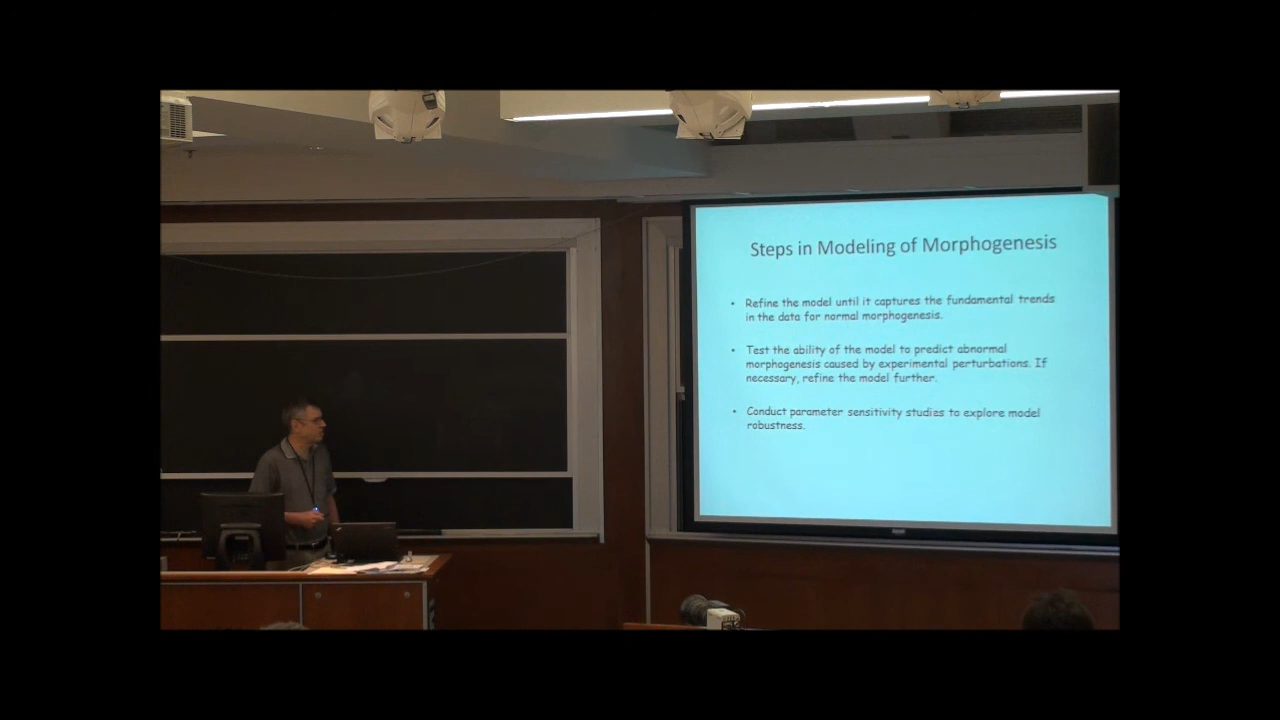 Steps in Modeling of Morphogenesis
• Refine the model until it captures the fundamental trends
in the data for normal morphogenesis.
• Test the ability of the model to predict abnormal
morphogenesis caused by experimental perturbations. If
necessary, refine the model further.
• Conduct parameter sensitivity studies to explore model
robustness.